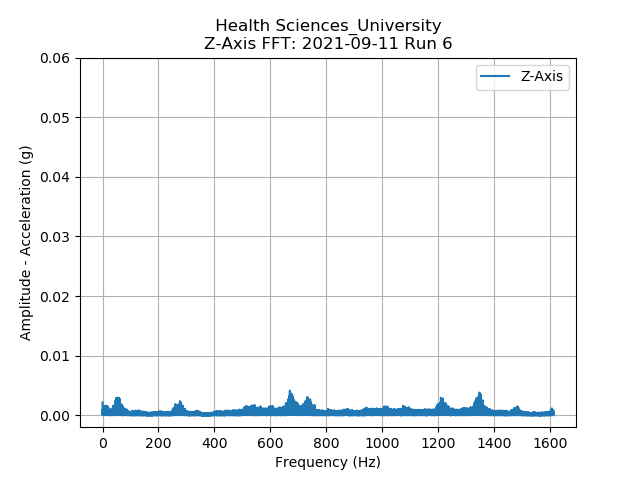 Health Sciences_University
Z-Axis FFT: 2021-09-11 Run 6
Z-Axis
Amplitude - Acceleration (g)
0.06
0.05
0.04
0.03
0.02
0.01
0.00
0 200 400 600 800 1000 1200 1400 1600
Frequency (Hz)